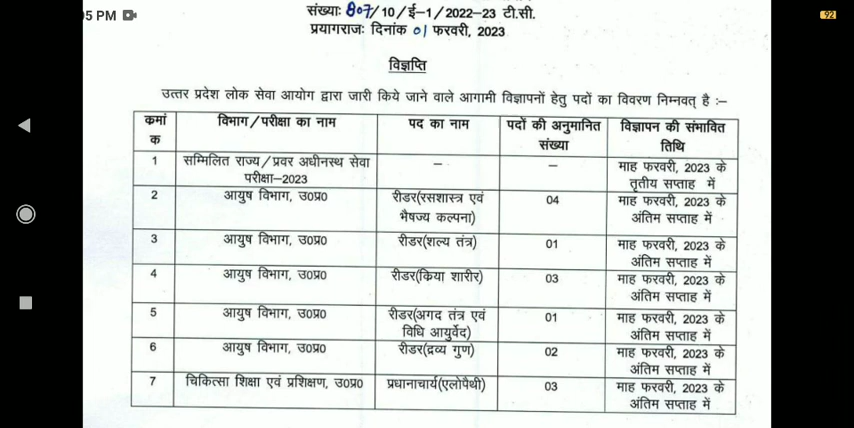 05 PM
92
संख्याः 807/10/ई-1/2022-23 टी.सी.
प्रयागराजः दिनांक 01 फरवरी, 2023
विज्ञप्ति
उत्तर प्रदेश लोक सेवा आयोग द्वारा जारी किये जाने वाले आगामी विज्ञापनों हेतु पदों का विवरण निम्नवत् है :–
कमां विभाग/परीक्षा का नाम पद का नाम पदों की अनुमानित विज्ञापन की संभावित
क संख्या तिथि
1 सम्मिलित राज्य/प्रवर अधीनस्थ सेवा – – माह फरवरी, 2023 के
परीक्षा–2023 तृतीय सप्ताह में
2 आयुष विभाग, उ0प्र0 रीडर(रसशास्त्र एवं 04 माह फरवरी, 2023 के
भैषज्य कल्पना) अंतिम सप्ताह में
3 आयुष विभाग, उ0प्र0 रीडर(शल्य तंत्र) 01 माह फरवरी, 2023 के
अंतिम सप्ताह में
4 आयुष विभाग, उ0प्र0 रीडर(किया शारीर) 03 माह फरवरी, 2023 के
अंतिम सप्ताह में
5 आयुष विभाग, उ0प्र0 रीडर(अगद तंत्र एवं 01 माह फरवरी, 2023 के
विधि आयुर्वेद) अंतिम सप्ताह में
6 आयुष विभाग, उ0प्र0 रीडर(द्रव्य गुण) 02 माह फरवरी, 2023 के
अंतिम सप्ताह में
7 चिकित्सा शिक्षा एवं प्रशिक्षण, उ0प्र0 प्रधानाचार्य(एलोपैथी) 03 माह फरवरी, 2023 के
अंतिम सप्ताह में